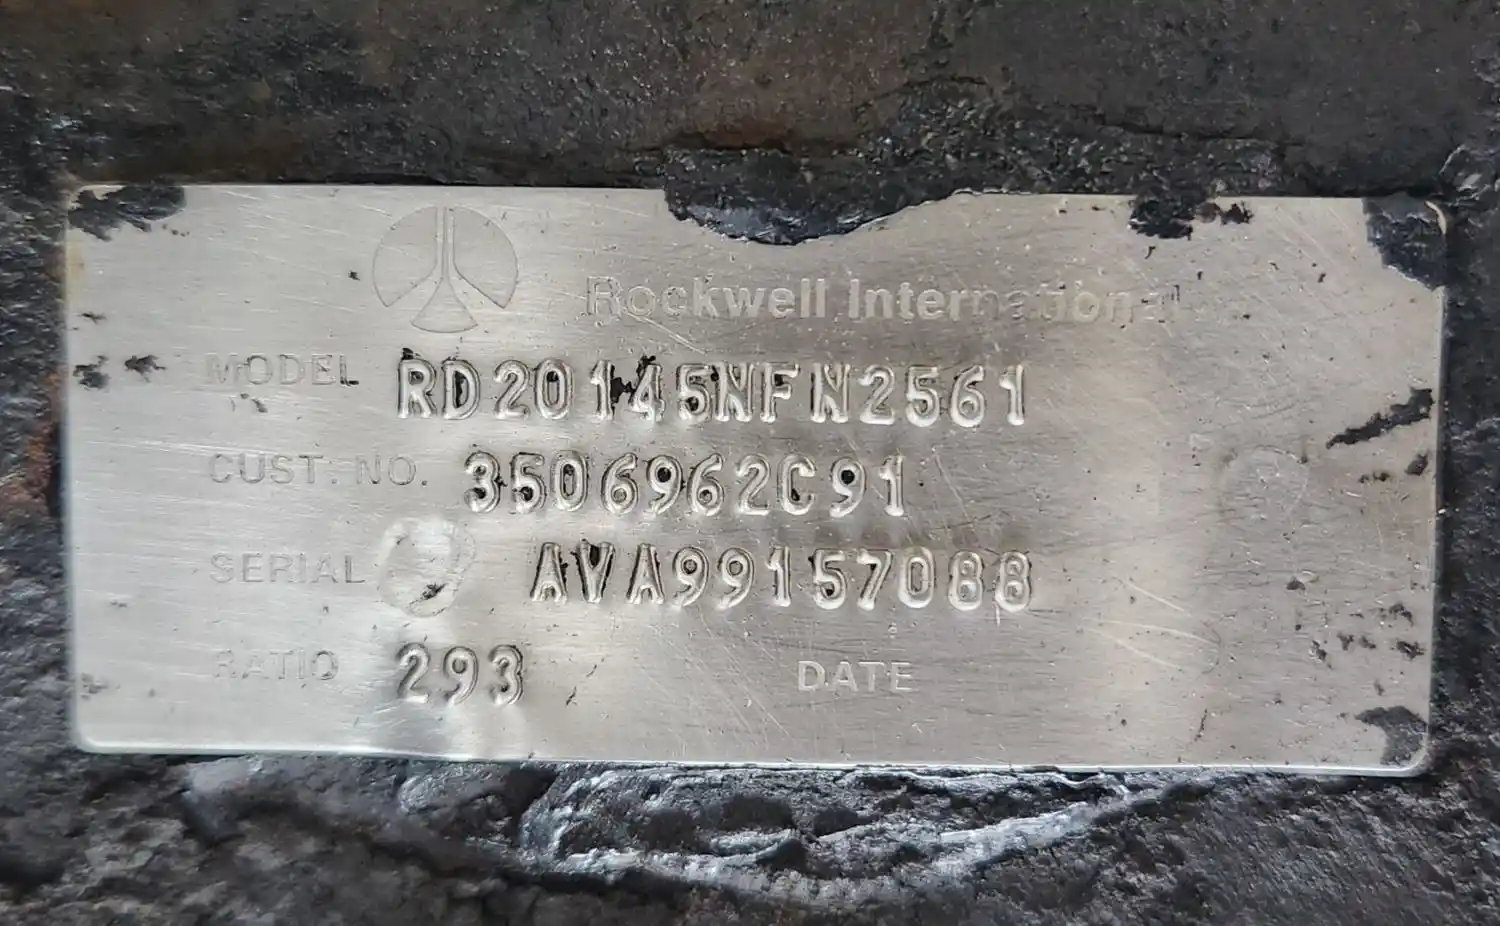 Rockwell International
MODEL RD20145NFN2561
CUST. NO. 3506962C91
SERIAL AVA99157088
RATIO 293 DATE